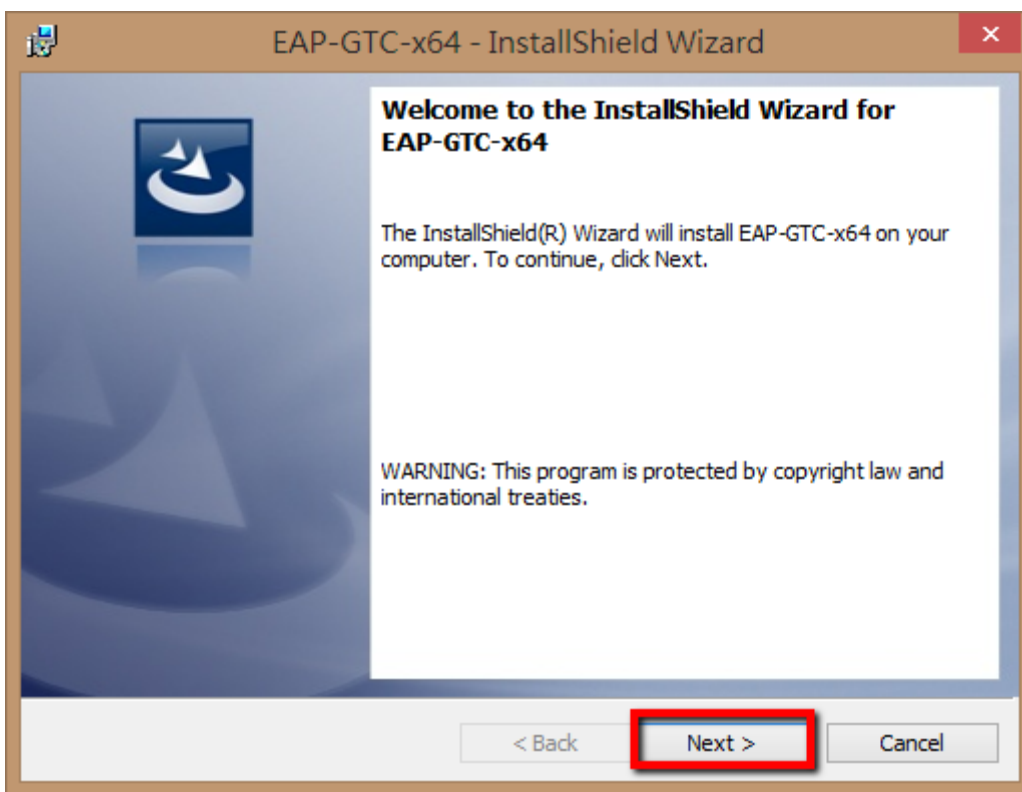 EAP-GTC-x64 - InstallShield Wizard
Welcome to the InstallShield Wizard for
EAP-GTC-x64
The InstallShield(R) Wizard will install EAP-GTC-x64 on your
computer. To continue, click Next.
WARNING: This program is protected by copyright law and
international treaties.
< Back Next > Cancel